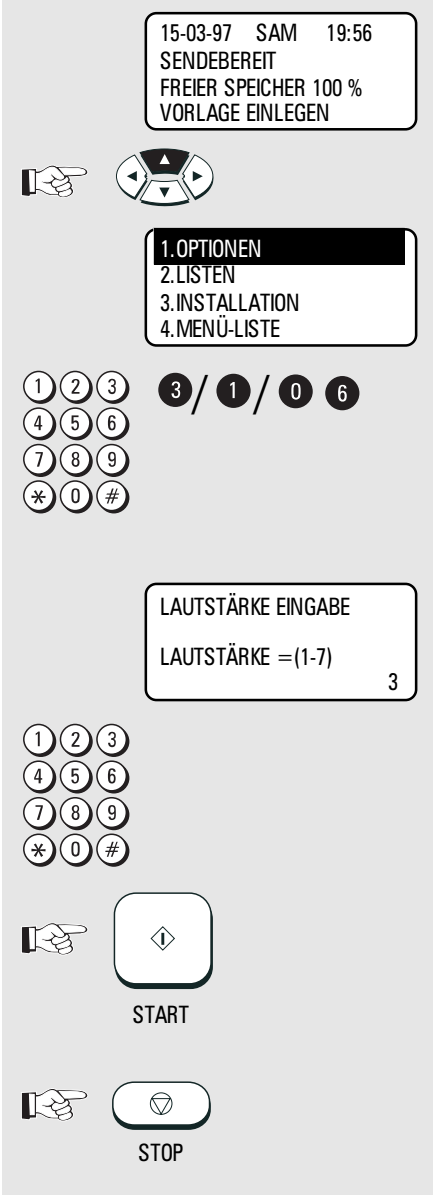 15-03-97 SAM 19:56
SENDEBEREIT
FREIER SPEICHER 100 %
VORLAGE EINLEGEN
1.OPTIONEN
2.LISTEN
3.INSTALLATION
4.MENÜ-LISTE
1 2 3 3 / 1 / 0 6
4 5 6
7 8 9
* 0 #
LAUTSTÄRKE EINGABE
LAUTSTÄRKE =(1-7)
3
1 2 3
4 5 6
7 8 9
* 0 #
START
STOP